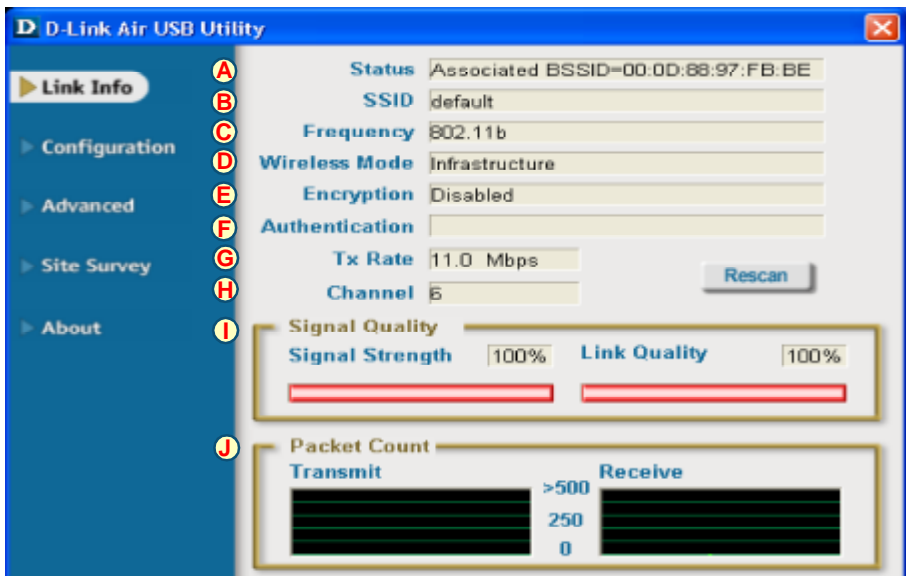 D D-Link Air USB Utility
Link Info
Configuration
Advanced
Site Survey
About
A Status Associated BSSID=00:0D:88:97:FB:BE
B SSID default
C Frequency 802.11b
D Wireless Mode Infrastructure
E Encryption Disabled
F Authentication
G Tx Rate 11.0 Mbps
Rescan
H Channel 6
I Signal Quality
Signal Strength 100% Link Quality 100%
J Packet Count
Transmit Receive
>500
250
0